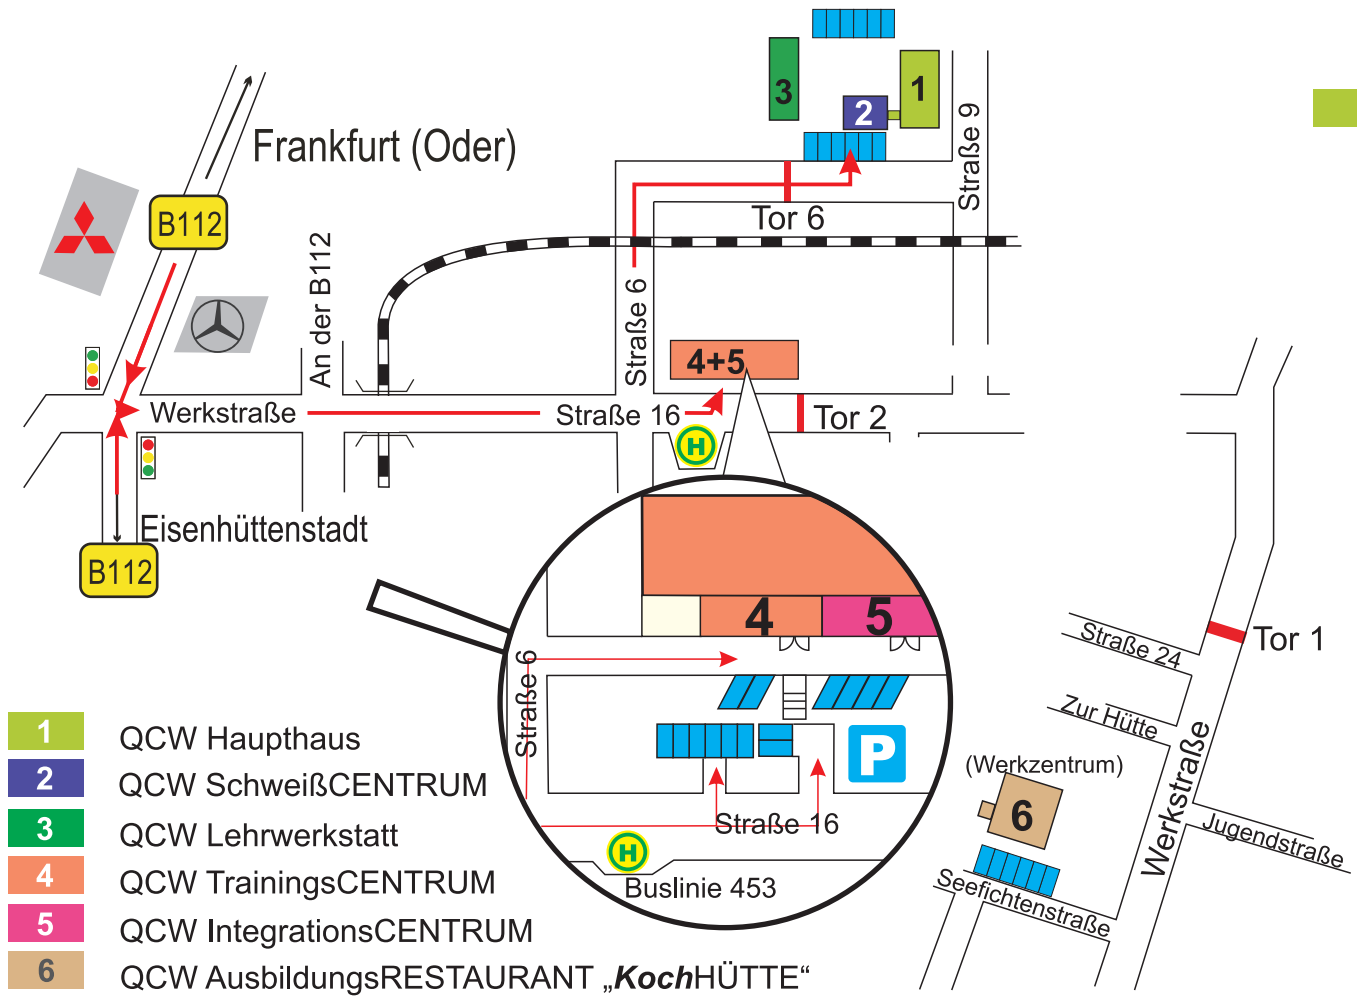 3
1
2
Straße 9
Frankfurt (Oder)
B112
Tor 6
An der B112
Straße 6
4+5
Werkstraße
Straße 16
Tor 2
H
Eisenhüttenstadt
B112
4
5
Straße 6
P
Straße 16
H
Buslinie 453
Tor 1
Straße 24
Zur Hütte
Werkstraße
(Werkzentrum)
6
Jugendstraße
Seefichtenstraße
1 QCW Haupthaus
2 QCW SchweißCENTRUM
3 QCW Lehrwerkstatt
4 QCW TrainingsCENTRUM
5 QCW IntegrationsCENTRUM
6 QCW AusbildungsRESTAURANT „KochHÜTTE“